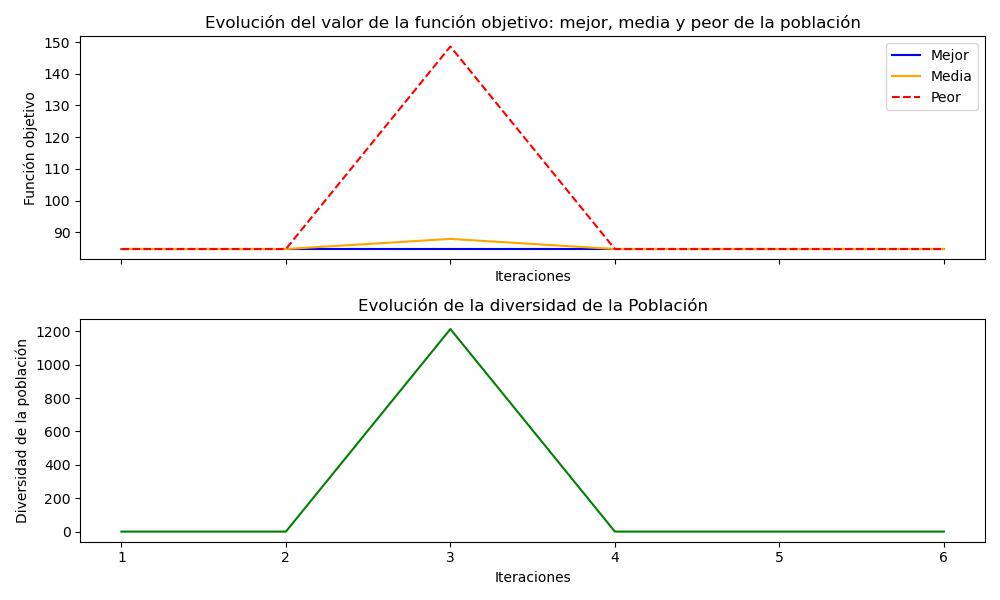 Evolución del valor de la función objetivo: mejor, media y peor de la población
Función objetivo
150
140
130
120
110
100
90
Mejor
Media
Peor
Iteraciones
Evolución de la diversidad de la Población
Diversidad de la población
1200
1000
800
600
400
200
0
1 2 3 4 5 6
Iteraciones